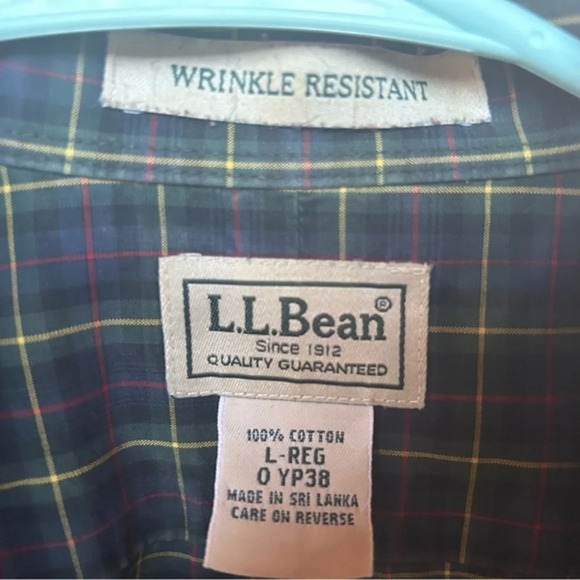 WRINKLE RESISTANT
L.L.Bean®
Since 1912
QUALITY GUARANTEED
100% COTTON
L-REG
0 YP38
MADE IN SRI LANKA
CARE ON REVERSE